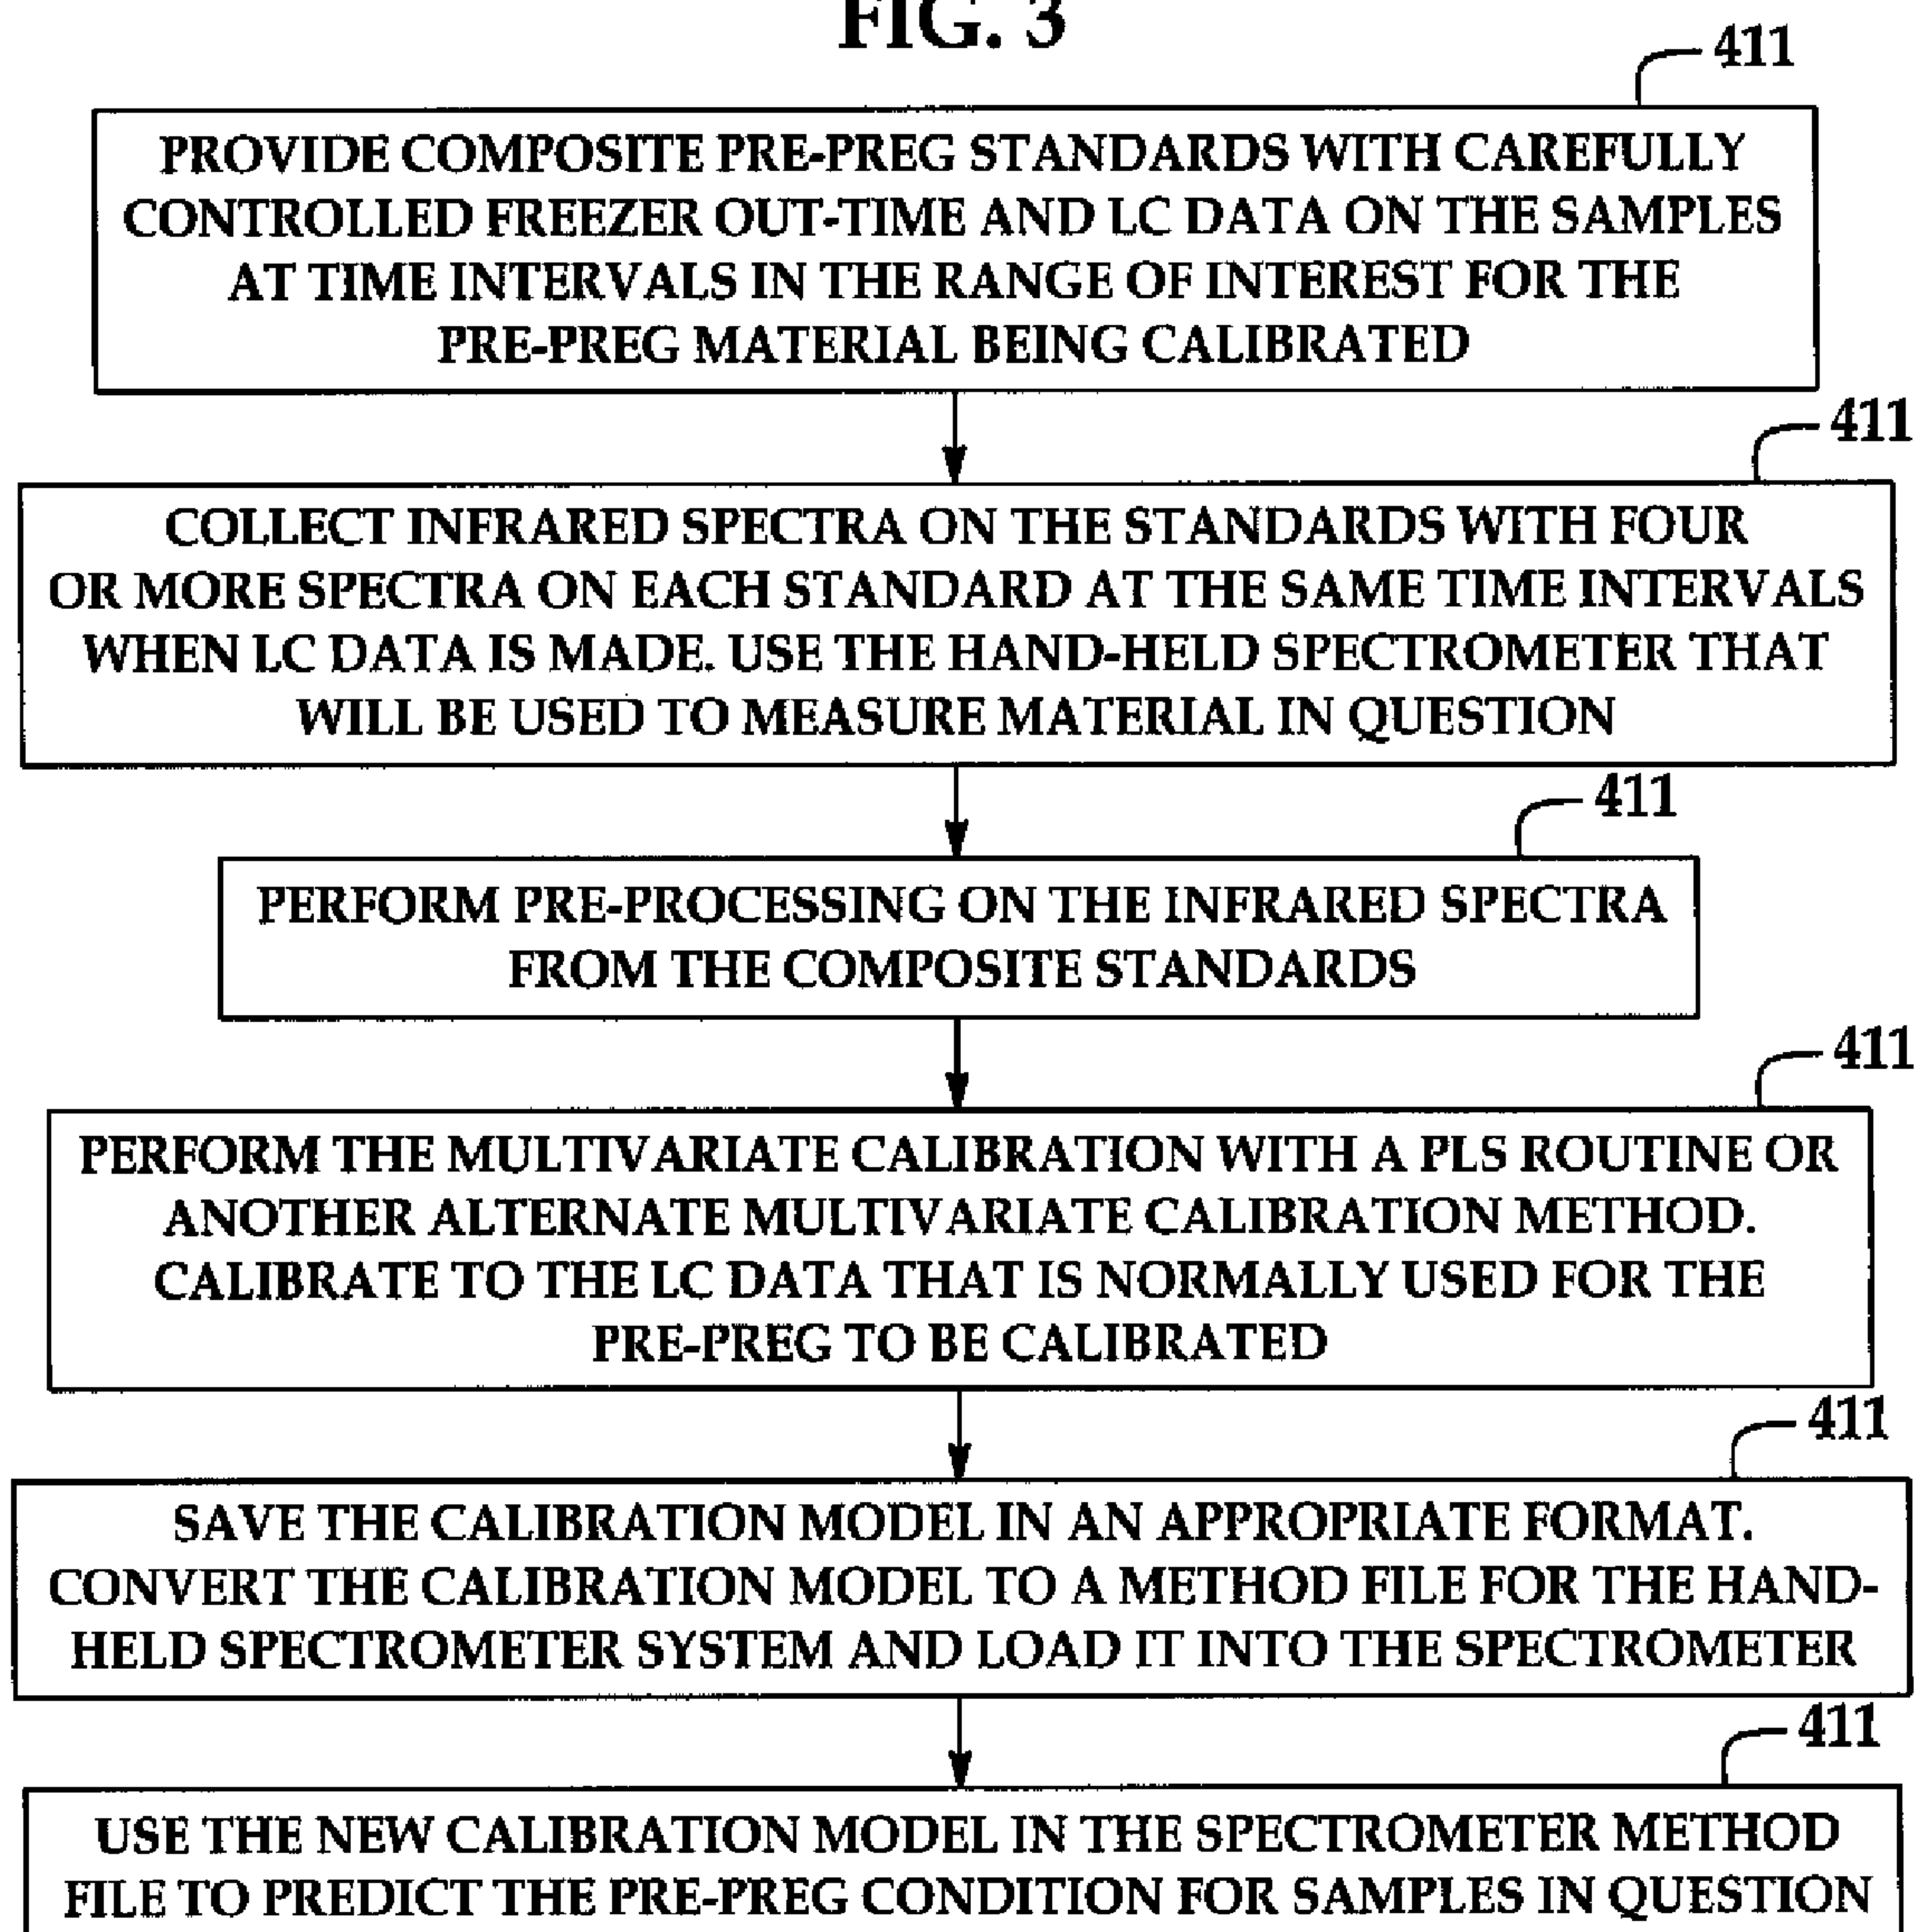 FIG. 3
411
PROVIDE COMPOSITE PRE-PREG STANDARDS WITH CAREFULLY
CONTROLLED FREEZER OUT-TIME AND LC DATA ON THE SAMPLES
AT TIME INTERVALS IN THE RANGE OF INTEREST FOR THE
PRE-PREG MATERIAL BEING CALIBRATED
411
COLLECT INFRARED SPECTRA ON THE STANDARDS WITH FOUR
OR MORE SPECTRA ON EACH STANDARD AT THE SAME TIME INTERVALS
WHEN LC DATA IS MADE. USE THE HAND-HELD SPECTROMETER THAT
WILL BE USED TO MEASURE MATERIAL IN QUESTION
411
PERFORM PRE-PROCESSING ON THE INFRARED SPECTRA
FROM THE COMPOSITE STANDARDS
411
PERFORM THE MULTIVARIATE CALIBRATION WITH A PLS ROUTINE OR
ANOTHER ALTERNATE MULTIVARIATE CALIBRATION METHOD.
CALIBRATE TO THE LC DATA THAT IS NORMALLY USED FOR THE
PRE-PREG TO BE CALIBRATED
411
SAVE THE CALIBRATION MODEL IN AN APPROPRIATE FORMAT.
CONVERT THE CALIBRATION MODEL TO A METHOD FILE FOR THE HAND-
HELD SPECTROMETER SYSTEM AND LOAD IT INTO THE SPECTROMETER
411
USE THE NEW CALIBRATION MODEL IN THE SPECTROMETER METHOD
FILE TO PREDICT THE PRE-PREG CONDITION FOR SAMPLES IN QUESTION